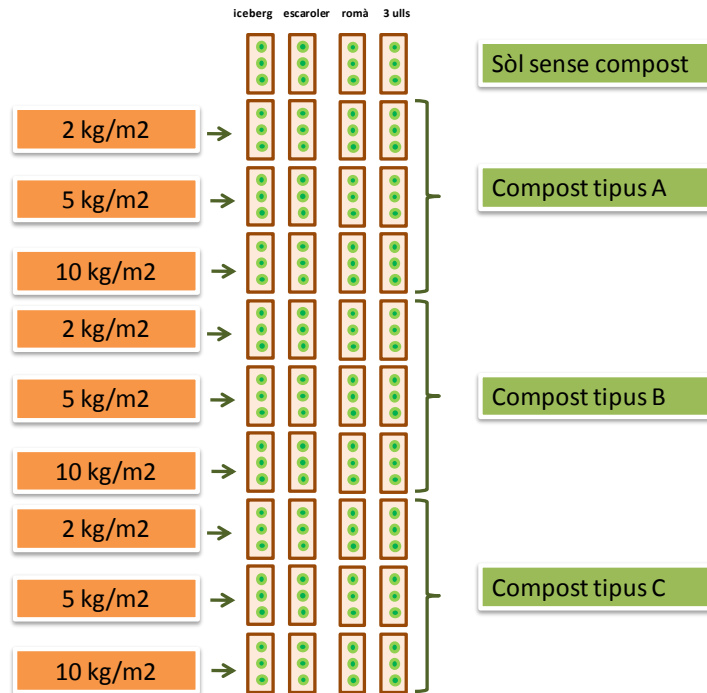 iceberg escaroler romà 3 ulls
Sòl sense compost
2 kg/m2
5 kg/m2
Compost tipus A
10 kg/m2
2 kg/m2
5 kg/m2
Compost tipus B
10 kg/m2
2 kg/m2
5 kg/m2
Compost tipus C
10 kg/m2